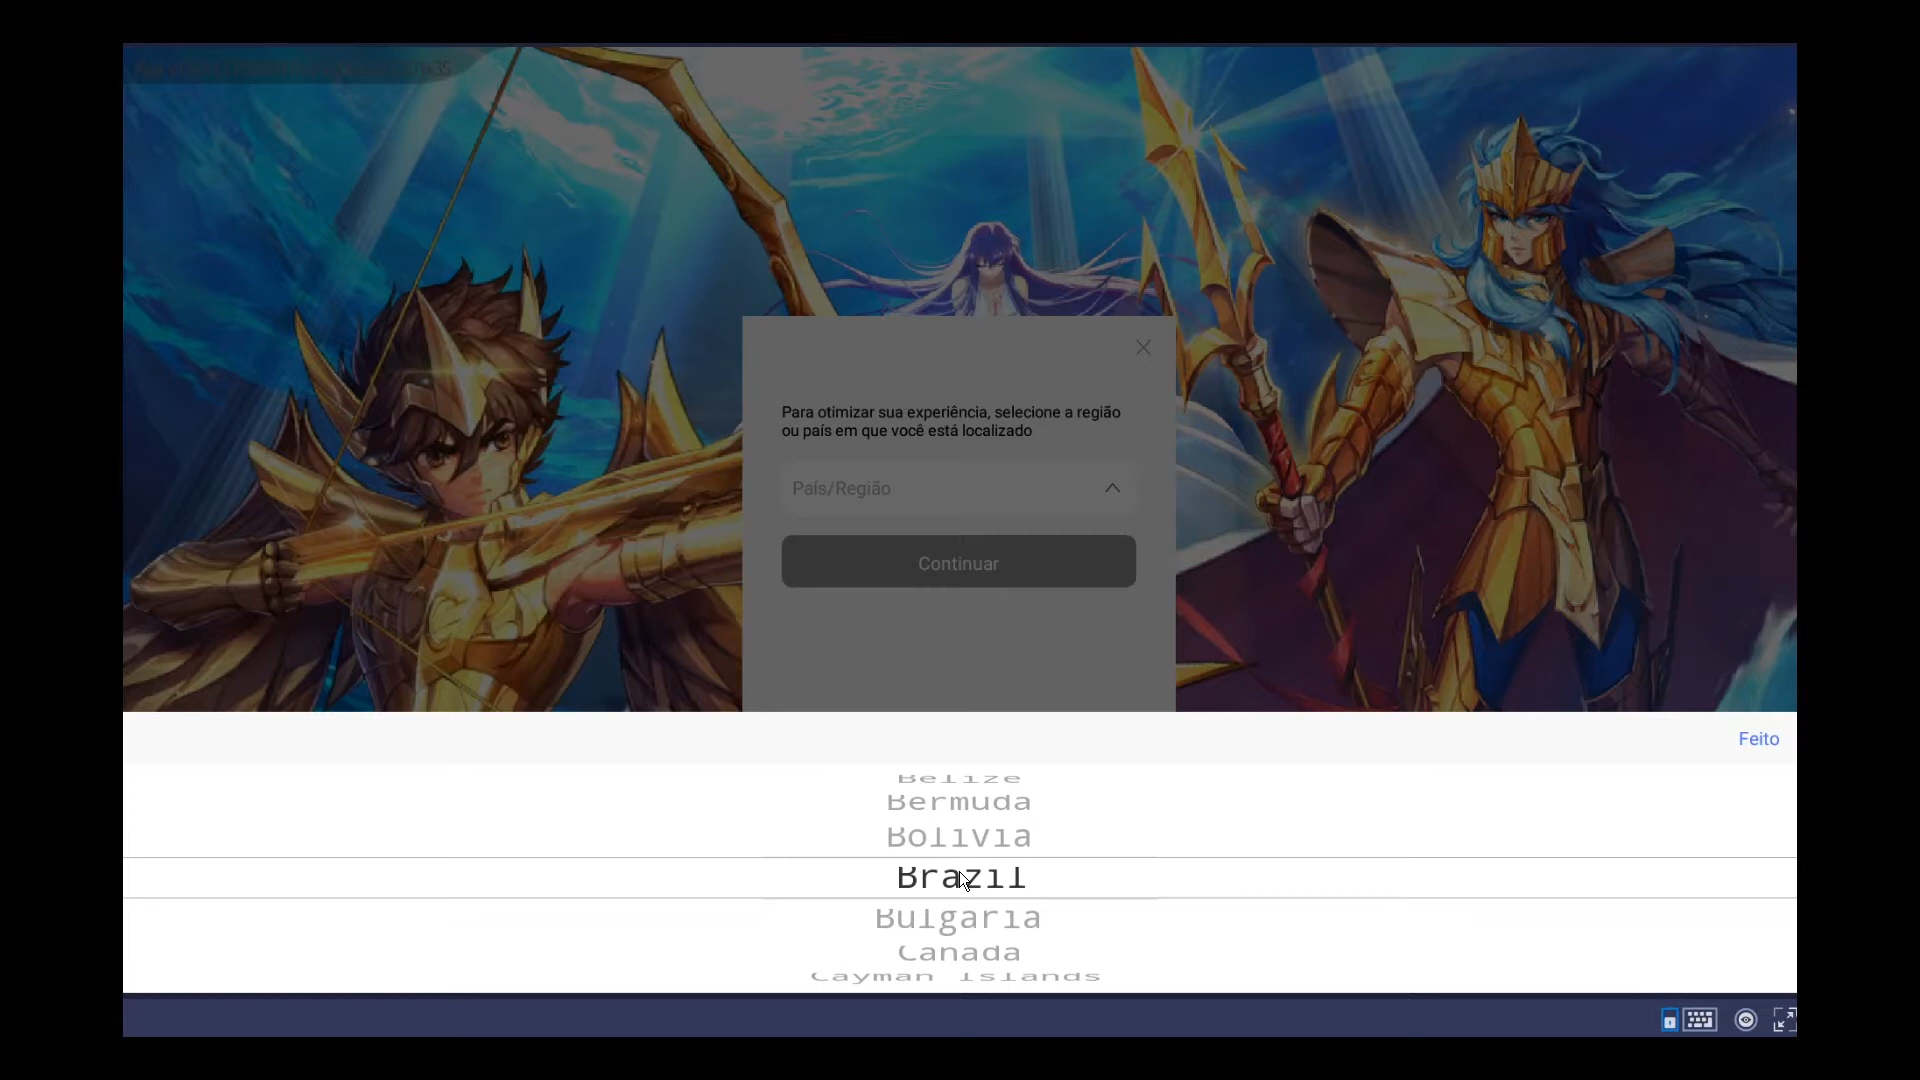 Para otimizar sua experiência, selecione a região
ou país em que você está localizado
País/Região
Continuar
Feito
Belize
Bermuda
Bolivia
Brazil
Bulgaria
Canada
Cayman Islands